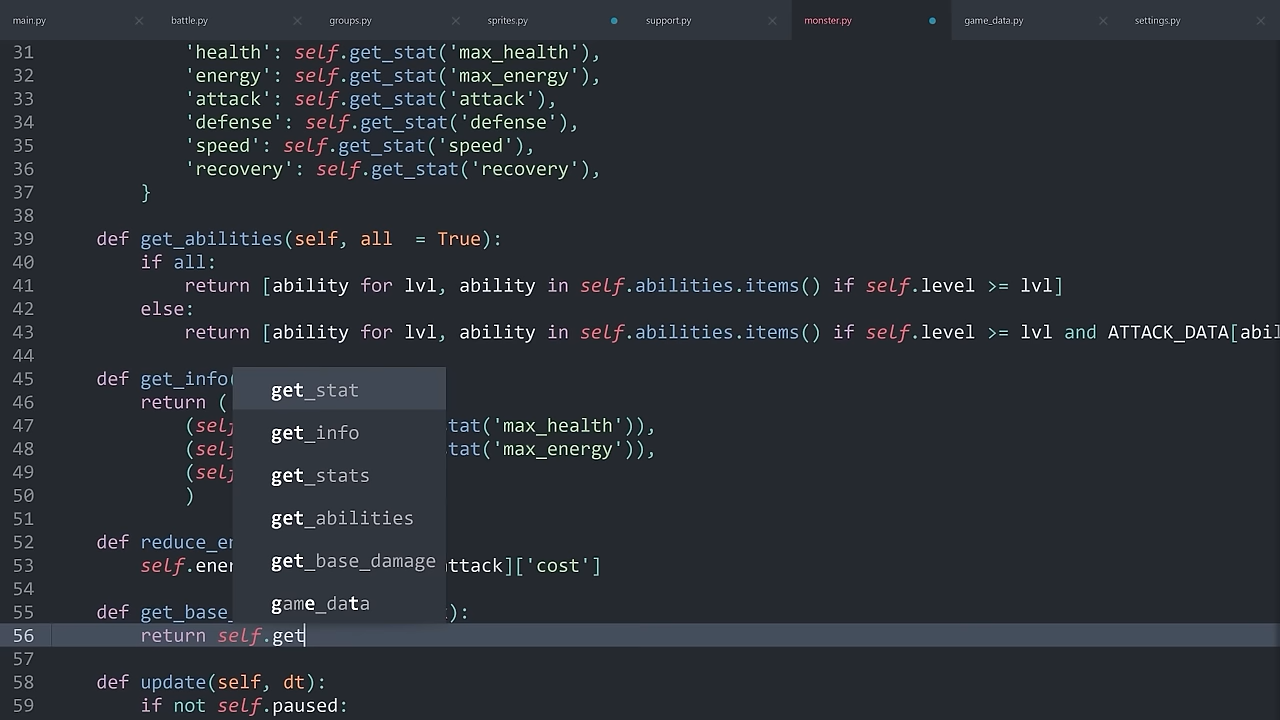 main.py battle.py groups.py sprites.py support.py monster.py game_data.py settings.py
31 'health': self.get_stat('max_health'),
32 'energy': self.get_stat('max_energy'),
33 'attack': self.get_stat('attack'),
34 'defense': self.get_stat('defense'),
35 'speed': self.get_stat('speed'),
36 'recovery': self.get_stat('recovery'),
37 }
38
39 def get_abilities(self, all  = True):
40 if all:
41 return [ability for lvl, ability in self.abilities.items() if self.level >= lvl]
42 else:
43 return [ability for lvl, ability in self.abilities.items() if self.level >= lvl and ATTACK_DATA[abil
44
45 def get_info(
46 return (
47 (self tat('max_health')),
48 (self tat('max_energy')),
49 (self
50 )
51
52 def reduce_en
53 self.ener ttack]['cost']
54
55 def get_base_ ):
56 return self.get
57
58 def update(self, dt):
59 if not self.paused:
get_stat
get_info
get_stats
get_abilities
get_base_damage
game_data